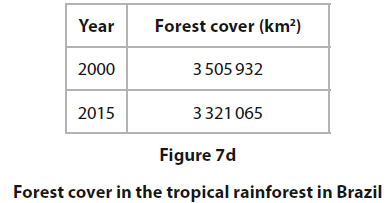 Year Forest cover (km²)
2000 3 505 932
2015 3 321 065
Figure 7d
Forest cover in the tropical rainforest in Brazil